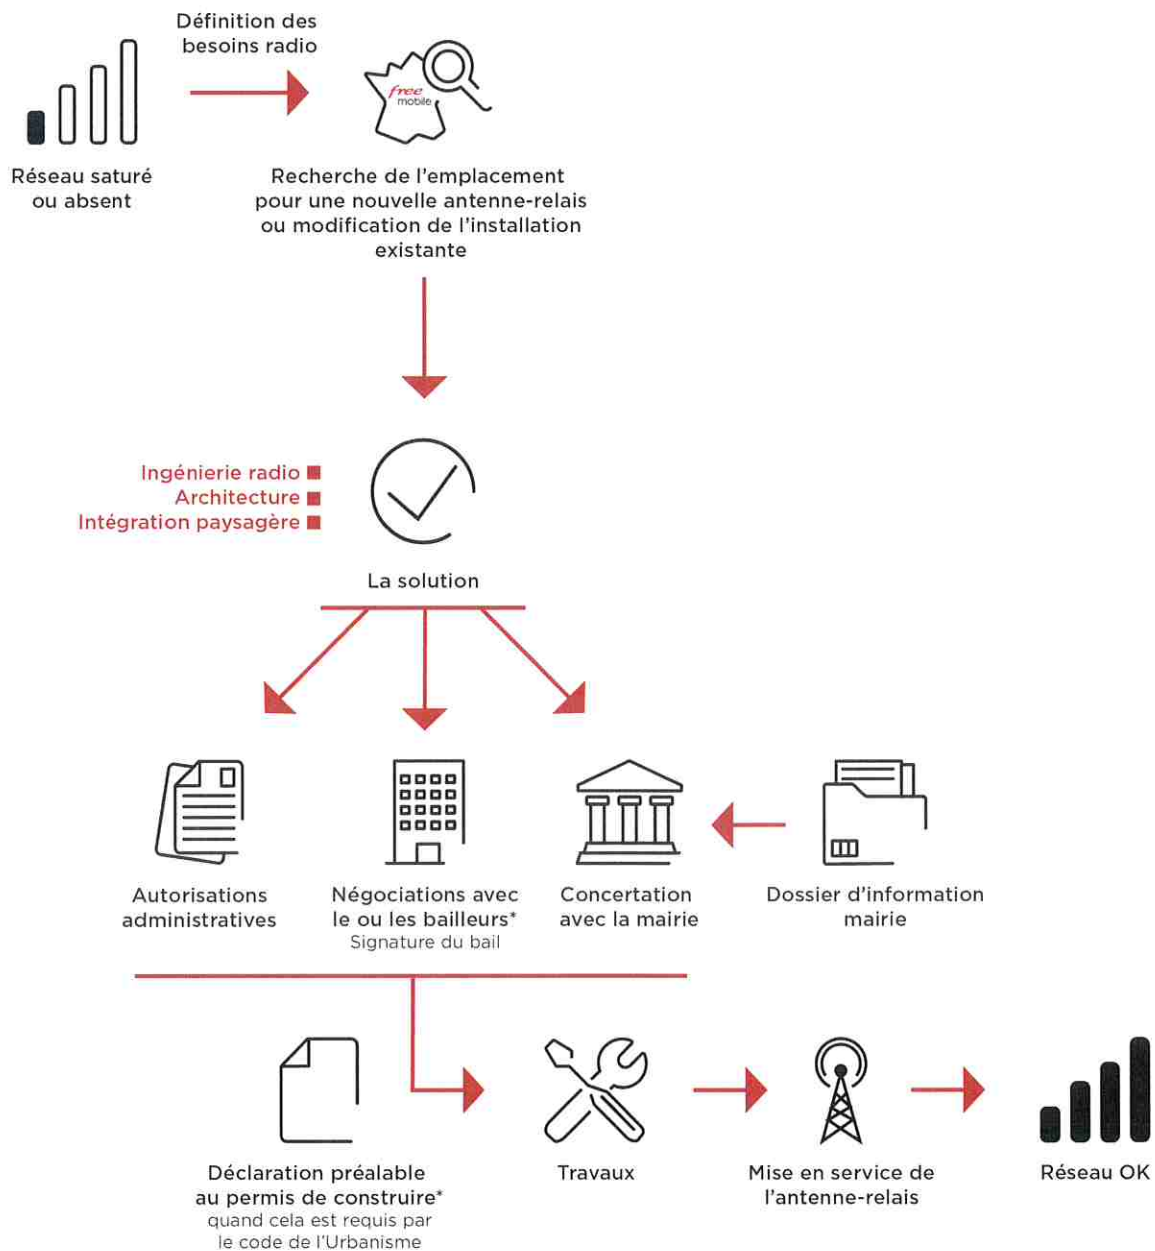 Définition des
besoins radio
free
mobile
Réseau saturé
ou absent
Recherche de l'emplacement
pour une nouvelle antenne-relais
ou modification de l'installation
existante
Ingénierie radio
Architecture
Intégration paysagère
La solution
Autorisations
administratives
Négociations avec
le ou les bailleurs*
Signature du bail
Concertation
avec la mairie
Dossier d'information
mairie
Déclaration préalable
au permis de construire*
quand cela est requis par
le code de l'Urbanisme
Travaux
Mise en service de
l'antenne-relais
Réseau OK